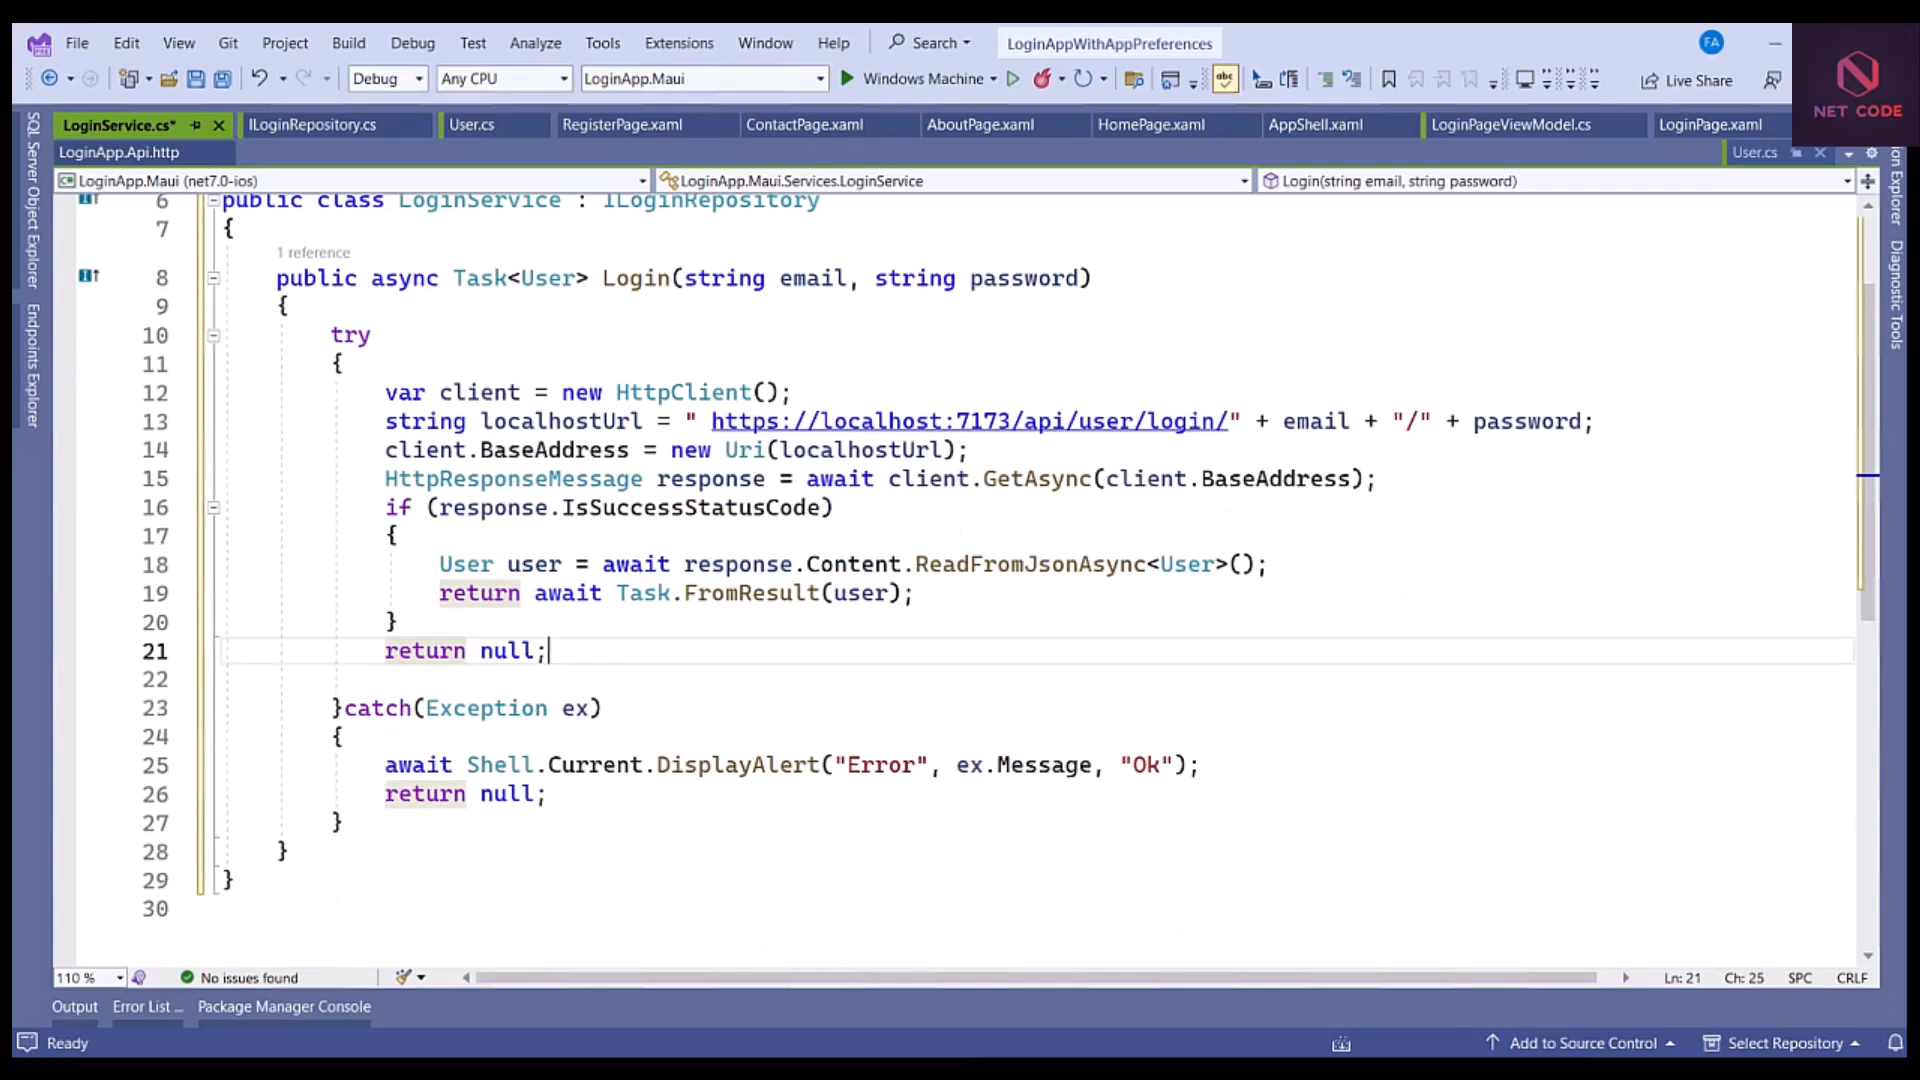 File Edit View Git Project Build Debug Test Analyze Tools Extensions Window Help Search LoginAppWithAppPreferences FA
Debug Any CPU LoginApp.Maui Windows Machine Live Share
NET CODE
LoginService.cs* ILoginRepository.cs User.cs RegisterPage.xaml ContactPage.xaml AboutPage.xaml HomePage.xaml AppShell.xaml LoginPageViewModel.cs LoginPage.xaml
LoginApp.Api.http User.cs
LoginApp.Maui (net7.0-ios) LoginApp.Maui.Services.LoginService Login(string email, string password)
SQL Server Object Explorer
Endpoints Explorer
ion Explorer
Diagnostic Tools
6 public class LoginService : ILoginRepository
7 {
1 reference
8 public async Task<User> Login(string email, string password)
9 {
10 try
11 {
12 var client = new HttpClient();
13 string localhostUrl = " https://localhost:7173/api/user/login/" + email + "/" + password;
14 client.BaseAddress = new Uri(localhostUrl);
15 HttpResponseMessage response = await client.GetAsync(client.BaseAddress);
16 if (response.IsSuccessStatusCode)
17 {
18 User user = await response.Content.ReadFromJsonAsync<User>();
19 return await Task.FromResult(user);
20 }
21 return null;
22
23 }catch(Exception ex)
24 {
25 await Shell.Current.DisplayAlert("Error", ex.Message, "Ok");
26 return null;
27 }
28 }
29 }
30
110 % No issues found Ln: 21 Ch: 25 SPC CRLF
Output Error List ... Package Manager Console
Ready Add to Source Control Select Repository